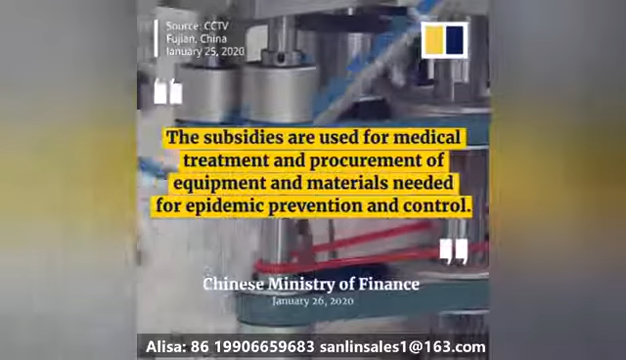 Source: CCTV
Fujian, China
January 25, 2020
"
The subsidies are used for medical
treatment and procurement of
equipment and materials needed
for epidemic prevention and control.
"
Chinese Ministry of Finance
January 26, 2020
Alisa: 86 19906659683 sanlinsales1@163.com